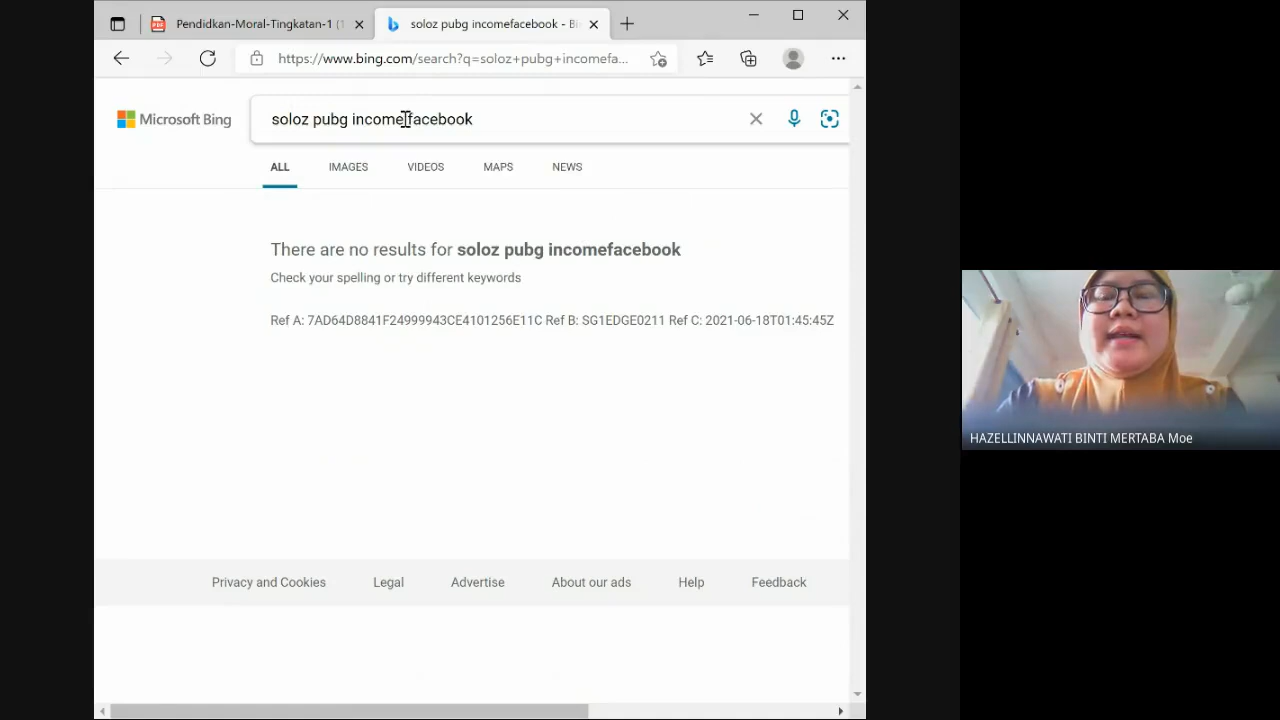 Pendidkan-Moral-Tingkatan-1 (1
soloz pubg incomefacebook - Bi
https://www.bing.com/search?q=soloz+pubg+incomefa...
Microsoft Bing
soloz pubg incomefacebook
ALL IMAGES VIDEOS MAPS NEWS
There are no results for soloz pubg incomefacebook
Check your spelling or try different keywords
Ref A: 7AD64D8841F24999943CE4101256E11C Ref B: SG1EDGE0211 Ref C: 2021-06-18T01:45:45Z
HAZELLINNAWATI BINTI MERTABA Moe
Privacy and Cookies Legal Advertise About our ads Help Feedback